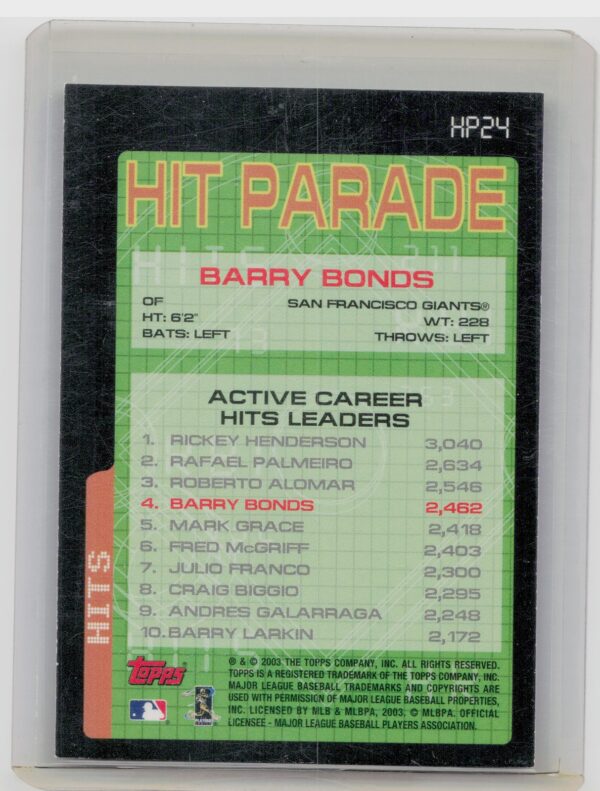 HP24
HIT PARADE
BARRY BONDS
OF SAN FRANCISCO GIANTS®
HT: 6'2" WT: 228
BATS: LEFT THROWS: LEFT
ACTIVE CAREER
HITS LEADERS
1. RICKEY HENDERSON 3,040
2. RAFAEL PALMEIRO 2,634
3. ROBERTO ALOMAR 2,546
4. BARRY BONDS 2,462
5. MARK GRACE 2,418
6. FRED McGRIFF 2,403
7. JULIO FRANCO 2,300
8. CRAIG BIGGIO 2,295
9. ANDRES GALARRAGA 2,248
10. BARRY LARKIN 2,172
HITS
Topps
® & © 2003 THE TOPPS COMPANY, INC. ALL RIGHTS RESERVED.
TOPPS IS A REGISTERED TRADEMARK OF THE TOPPS COMPANY, INC.
MAJOR LEAGUE BASEBALL TRADEMARKS AND COPYRIGHTS ARE
USED WITH PERMISSION OF MAJOR LEAGUE BASEBALL PROPERTIES,
INC. LICENSED BY MLB & MLBPA, 2003, © MLBPA. OFFICIAL
LICENSEE - MAJOR LEAGUE BASEBALL PLAYERS ASSOCIATION.